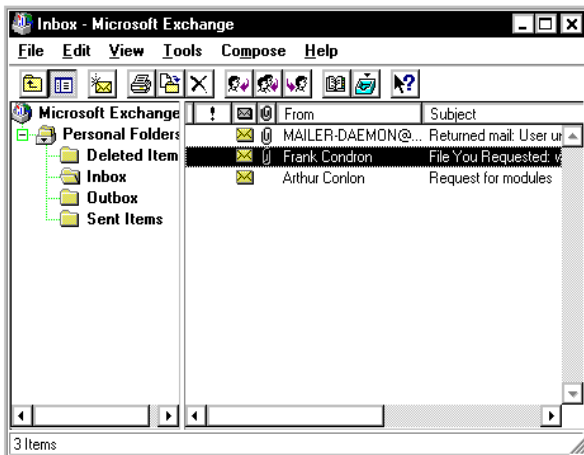 Inbox - Microsoft Exchange
File Edit View Tools Compose Help
Microsoft Exchange
Personal Folders
Deleted Item
Inbox
Outbox
Sent Items
! From Subject
MAILER-DAEMON@... Returned mail: User
Frank Condron File You Requested:
Arthur Conlon Request for modules
3 Items